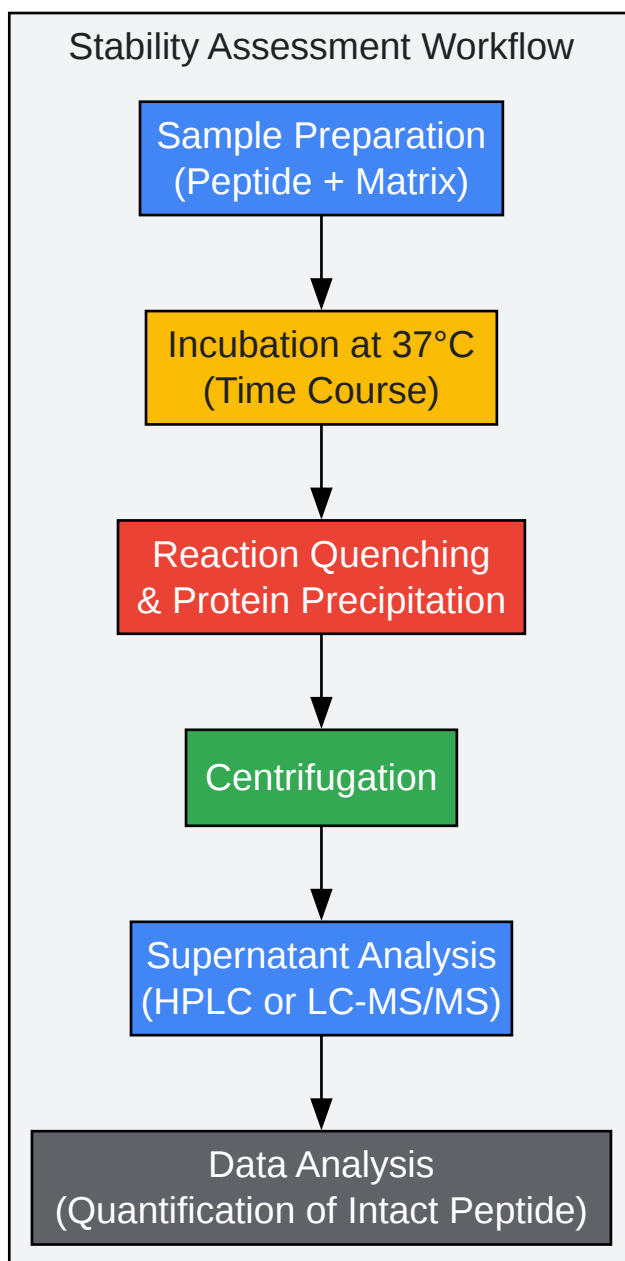 Stability Assessment Workflow
Sample Preparation
(Peptide + Matrix)
Incubation at 37°C
(Time Course)
Reaction Quenching
& Protein Precipitation
Centrifugation
Supernatant Analysis
(HPLC or LC-MS/MS)
Data Analysis
(Quantification of Intact Peptide)